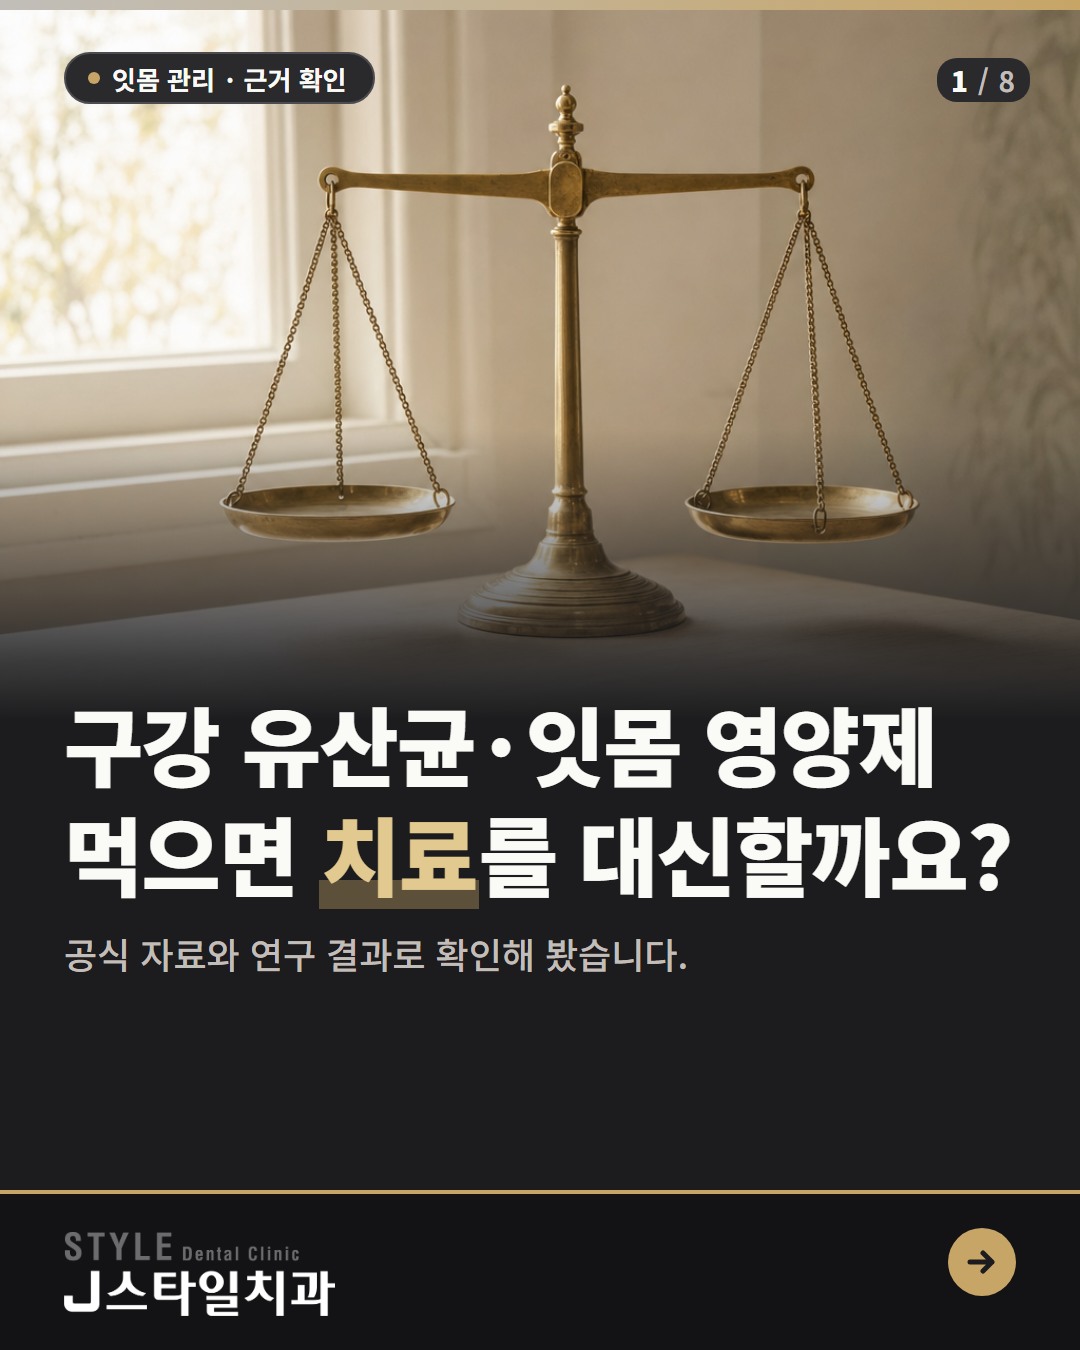 잇몸 관리 · 근거 확인
1 / 8
구강 유산균·잇몸 영양제
먹으면 치료를 대신할까요?
공식 자료와 연구 결과로 확인해 봤습니다.
STYLE Dental Clinic
J스타일치과